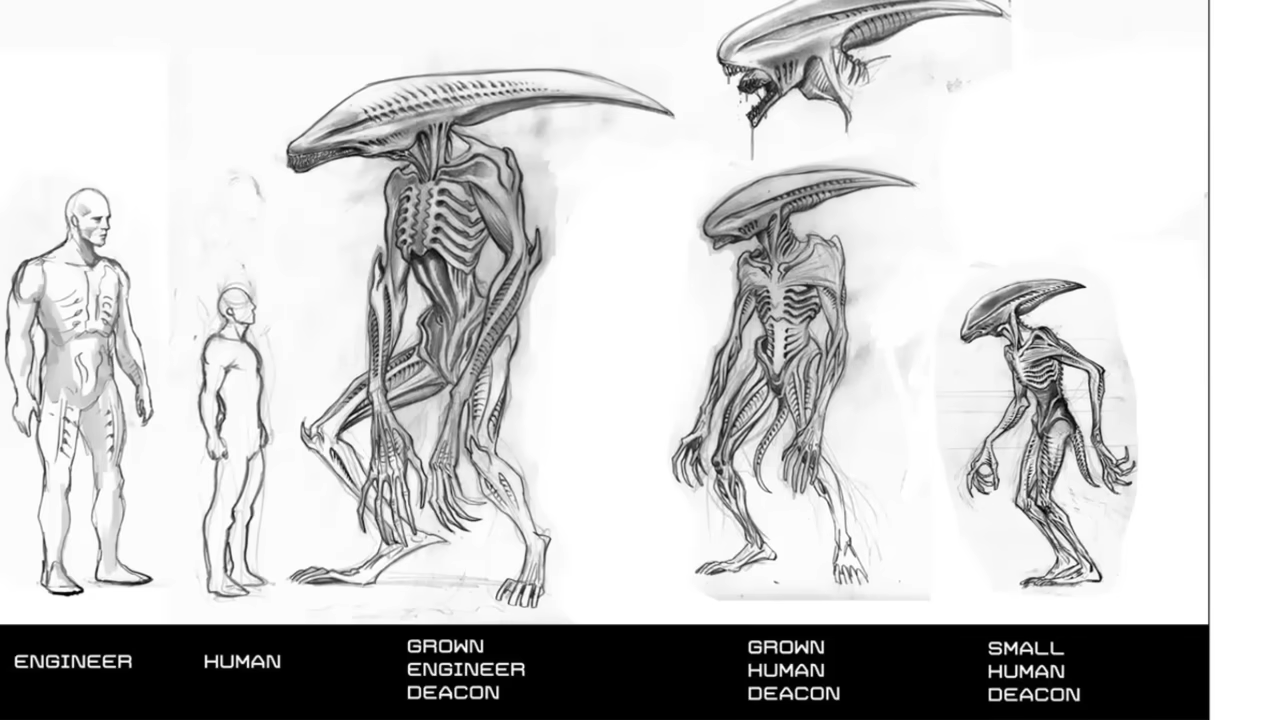 ENGINEER
HUMAN
GROWN
ENGINEER
DEACON
GROWN
HUMAN
DEACON
SMALL
HUMAN
DEACON